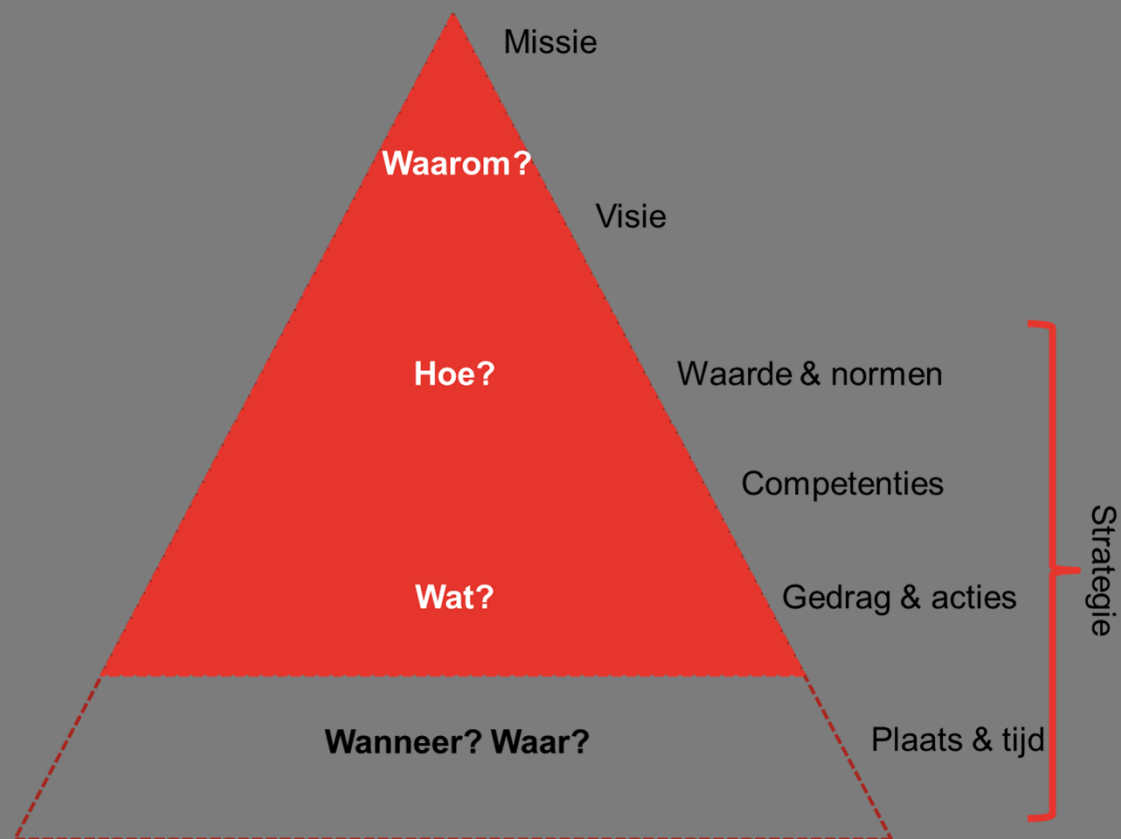 Missie
Waarom?
Visie
Hoe?
Waarde & normen
Competenties
Wat?
Gedrag & acties
Strategie
Wanneer? Waar?
Plaats & tijd